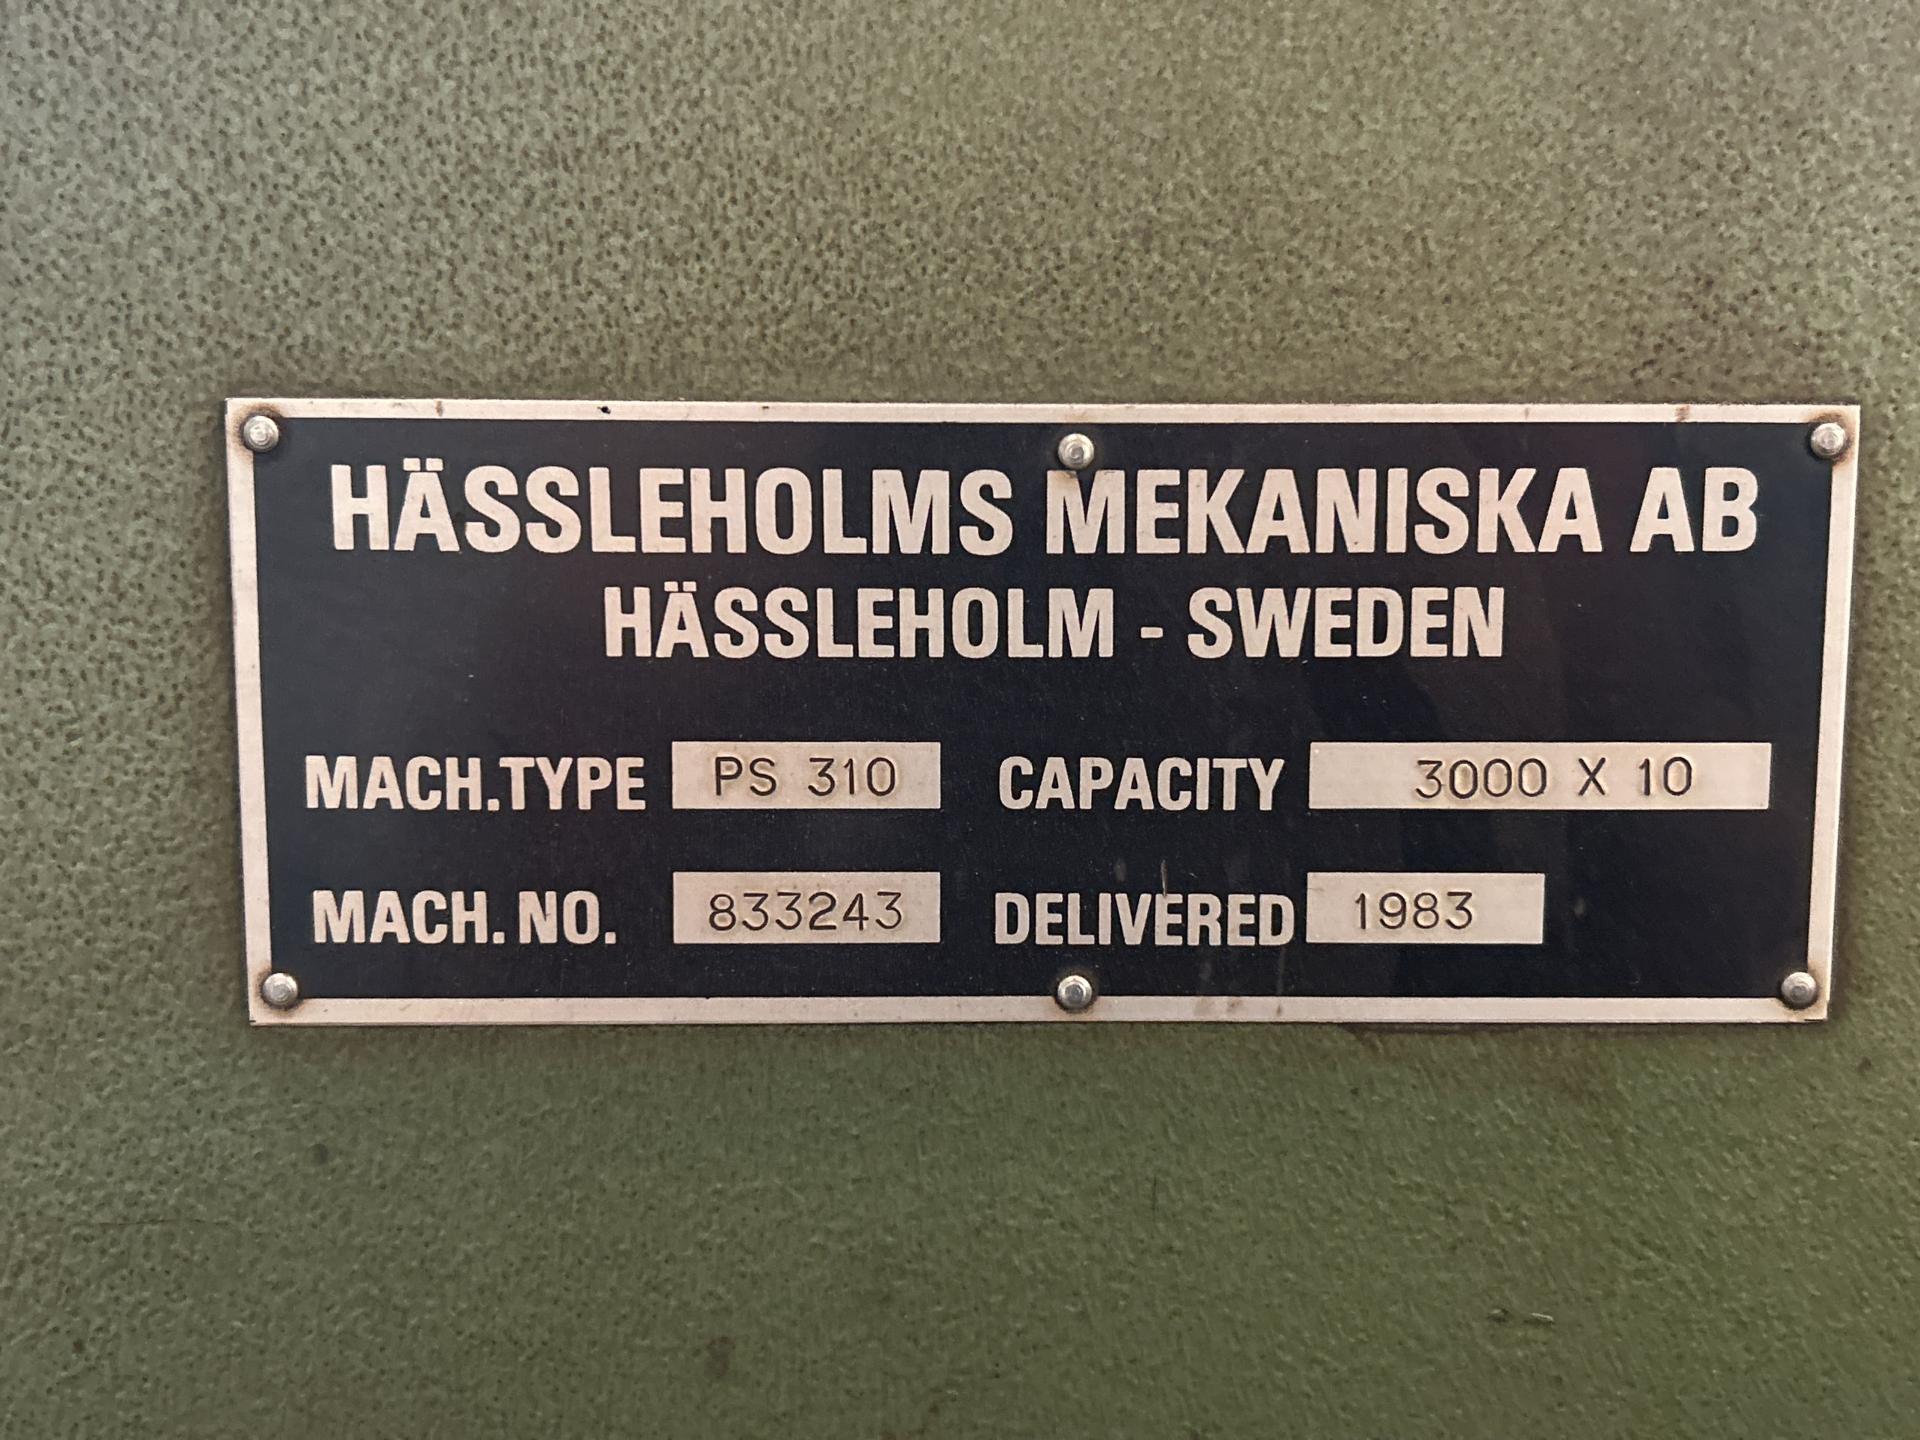 HÄSSLEHOLMS MEKANISKA AB
HÄSSLEHOLM - SWEDEN
MACH.TYPE PS 310 CAPACITY 3000 X 10
MACH. NO. 833243 DELIVERED 1983